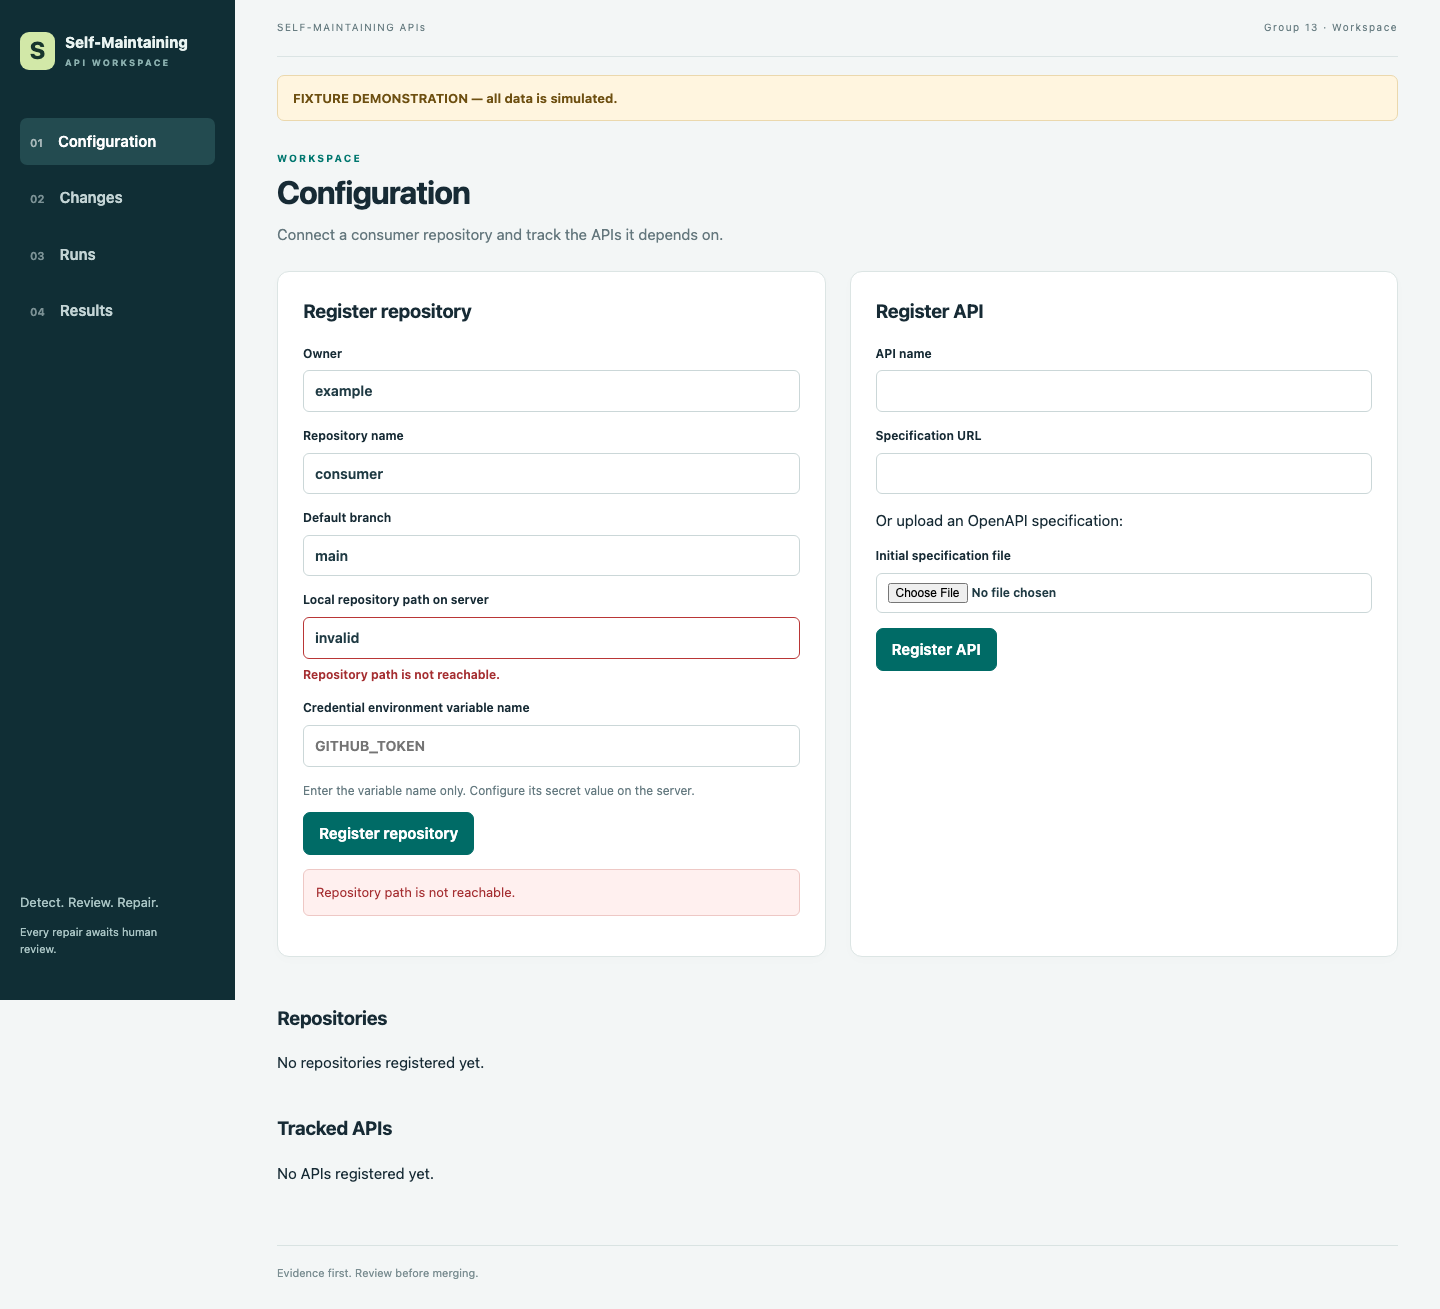 S
Self-Maintaining
API WORKSPACE
01 Configuration
02 Changes
03 Runs
04 Results
Detect. Review. Repair.
Every repair awaits human
review.
SELF-MAINTAINING APIs
Group 13 · Workspace
FIXTURE DEMONSTRATION — all data is simulated.
WORKSPACE
Configuration
Connect a consumer repository and track the APIs it depends on.
Register repository
Owner
example
Repository name
consumer
Default branch
main
Local repository path on server
invalid
Repository path is not reachable.
Credential environment variable name
GITHUB_TOKEN
Enter the variable name only. Configure its secret value on the server.
Register repository
Repository path is not reachable.
Register API
API name
Specification URL
Or upload an OpenAPI specification:
Initial specification file
Choose File No file chosen
Register API
Repositories
No repositories registered yet.
Tracked APIs
No APIs registered yet.
Evidence first. Review before merging.